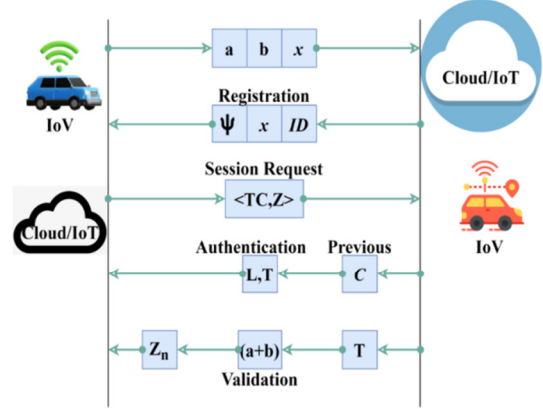 a b x
Cloud/IoT
IoV
Registration
ψ x ID
Session Request
<TC,Z>
Cloud/IoT
IoV
Authentication Previous
L,T C
Zn (a+b) T
Validation